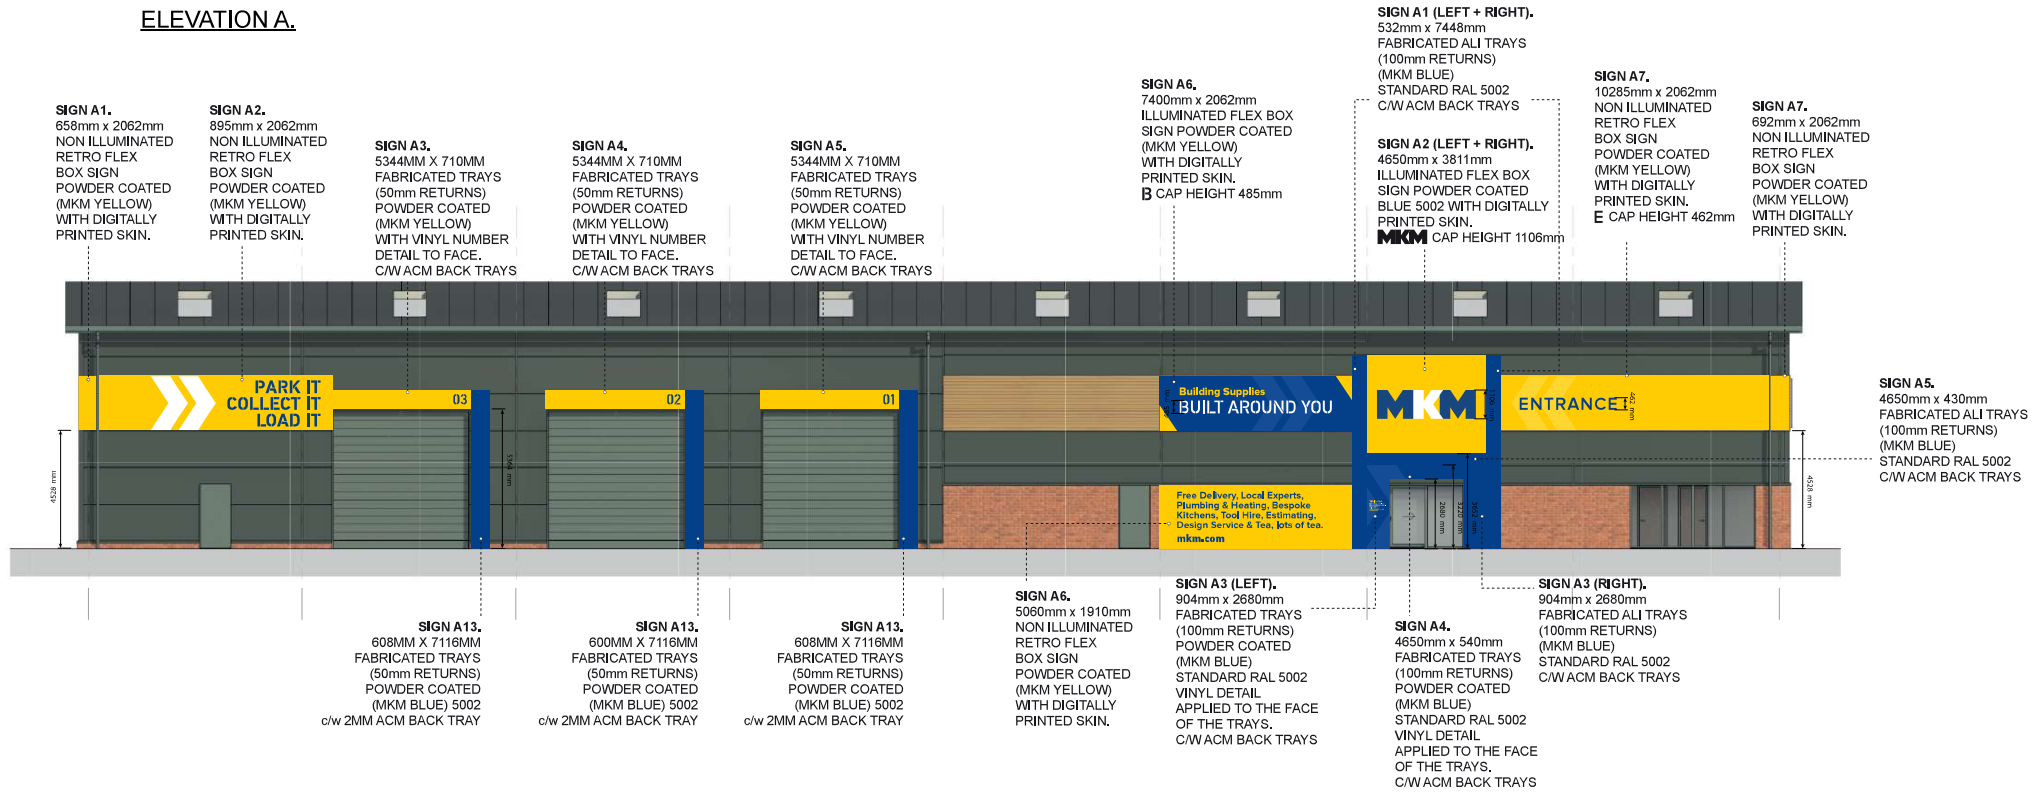 ELEVATION A.
SIGN A1.
658mm x 2062mm
NON ILLUMINATED
RETRO FLEX
BOX SIGN
POWDER COATED
(MKM YELLOW)
WITH DIGITALLY
PRINTED SKIN.
SIGN A2.
895mm x 2062mm
NON ILLUMINATED
RETRO FLEX
BOX SIGN
POWDER COATED
(MKM YELLOW)
WITH DIGITALLY
PRINTED SKIN.
SIGN A3.
5344MM X 710MM
FABRICATED TRAYS
(50mm RETURNS)
POWDER COATED
(MKM YELLOW)
WITH VINYL NUMBER
DETAIL TO FACE.
C/W ACM BACK TRAYS
SIGN A4.
5344MM X 710MM
FABRICATED TRAYS
(50mm RETURNS)
POWDER COATED
(MKM YELLOW)
WITH VINYL NUMBER
DETAIL TO FACE.
C/W ACM BACK TRAYS
SIGN A5.
5344MM X 710MM
FABRICATED TRAYS
(50mm RETURNS)
POWDER COATED
(MKM YELLOW)
WITH VINYL NUMBER
DETAIL TO FACE.
C/W ACM BACK TRAYS
SIGN A6.
7400mm x 2062mm
ILLUMINATED FLEX BOX
SIGN POWDER COATED
(MKM YELLOW)
WITH DIGITALLY
PRINTED SKIN.
B CAP HEIGHT 485mm
SIGN A1 (LEFT + RIGHT).
532mm x 7448mm
FABRICATED ALI TRAYS
(100mm RETURNS)
(MKM BLUE)
STANDARD RAL 5002
C/W ACM BACK TRAYS
SIGN A2 (LEFT + RIGHT).
4650mm x 3811mm
ILLUMINATED FLEX BOX
SIGN POWDER COATED
BLUE 5002 WITH DIGITALLY
PRINTED SKIN.
MKM CAP HEIGHT 1106mm
SIGN A7.
10285mm x 2062mm
NON ILLUMINATED
RETRO FLEX
BOX SIGN
POWDER COATED
(MKM YELLOW)
WITH DIGITALLY
PRINTED SKIN.
E CAP HEIGHT 462mm
SIGN A7.
692mm x 2062mm
NON ILLUMINATED
RETRO FLEX
BOX SIGN
POWDER COATED
(MKM YELLOW)
WITH DIGITALLY
PRINTED SKIN.
PARK IT
COLLECT IT
LOAD IT
03
02
01
Building Supplies
BUILT AROUND YOU
MKM
1106 mm
ENTRANCE
462 mm
4528 mm
5364 mm
Free Delivery, Local Experts,
Plumbing & Heating, Bespoke
Kitchens, Tool Hire, Estimating,
Design Service & Tea, lots of tea.
mkm.com
2680 mm
3220 mm
3632 mm
4528 mm
SIGN A5.
4650mm x 430mm
FABRICATED ALI TRAYS
(100mm RETURNS)
(MKM BLUE)
STANDARD RAL 5002
C/W ACM BACK TRAYS
SIGN A13.
608MM X 7116MM
FABRICATED TRAYS
(50mm RETURNS)
POWDER COATED
(MKM BLUE) 5002
c/w 2MM ACM BACK TRAY
SIGN A13.
600MM X 7116MM
FABRICATED TRAYS
(50mm RETURNS)
POWDER COATED
(MKM BLUE) 5002
c/w 2MM ACM BACK TRAY
SIGN A13.
608MM X 7116MM
FABRICATED TRAYS
(50mm RETURNS)
POWDER COATED
(MKM BLUE) 5002
c/w 2MM ACM BACK TRAY
SIGN A6.
5060mm x 1910mm
NON ILLUMINATED
RETRO FLEX
BOX SIGN
POWDER COATED
(MKM YELLOW)
WITH DIGITALLY
PRINTED SKIN.
SIGN A3 (LEFT).
904mm x 2680mm
FABRICATED TRAYS
(100mm RETURNS)
POWDER COATED
(MKM BLUE)
STANDARD RAL 5002
VINYL DETAIL
APPLIED TO THE FACE
OF THE TRAYS.
C/W ACM BACK TRAYS
SIGN A4.
4650mm x 540mm
FABRICATED TRAYS
(100mm RETURNS)
POWDER COATED
(MKM BLUE)
STANDARD RAL 5002
VINYL DETAIL
APPLIED TO THE FACE
OF THE TRAYS.
C/W ACM BACK TRAYS
SIGN A3 (RIGHT).
904mm x 2680mm
FABRICATED ALI TRAYS
(100mm RETURNS)
(MKM BLUE)
STANDARD RAL 5002
C/W ACM BACK TRAYS